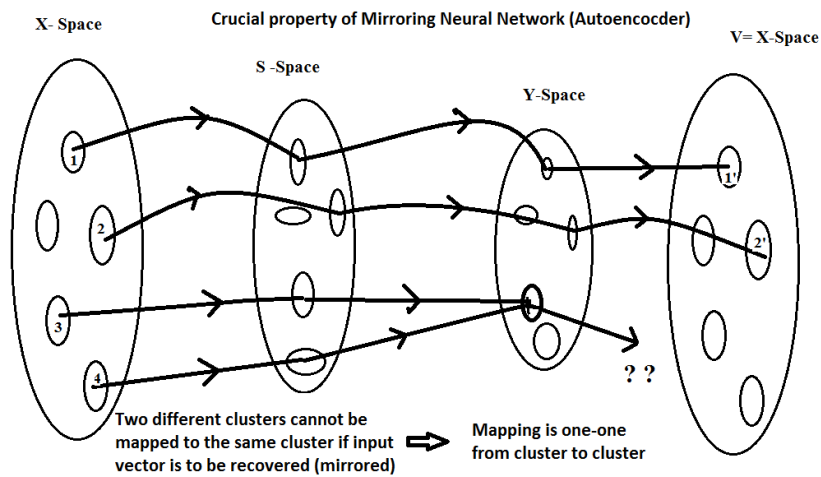 Crucial property of Mirroring Neural Network (Autoencocder)
X- Space
S -Space
Y-Space
V= X-Space
1
2
3
4
1'
2'
? ?
Two different clusters cannot be
mapped to the same cluster if input
vector is to be recovered (mirrored)
Mapping is one-one
from cluster to cluster